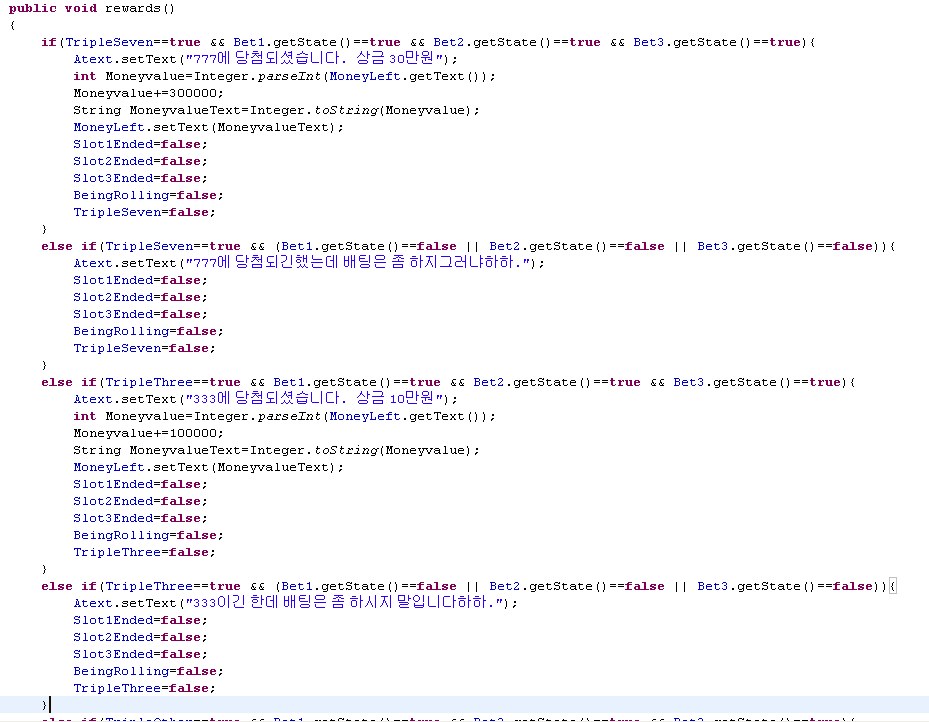 public void rewards()
{
if(TripleSeven==true && Bet1.getState()==true && Bet2.getState()==true && Bet3.getState()==true){
Atext.setText("777에 당첨되셨습니다. 상금 30만원");
int Moneyvalue=Integer.parseInt(MoneyLeft.getText());
Moneyvalue+=300000;
String MoneyvalueText=Integer.toString(Moneyvalue);
MoneyLeft.setText(MoneyvalueText);
Slot1Ended=false;
Slot2Ended=false;
Slot3Ended=false;
BeingRolling=false;
TripleSeven=false;
}
else if(TripleSeven==true && (Bet1.getState()==false || Bet2.getState()==false || Bet3.getState()==false)){
Atext.setText("777에 당첨되긴했는데 배팅은 좀 하지그러냐하하.");
Slot1Ended=false;
Slot2Ended=false;
Slot3Ended=false;
BeingRolling=false;
TripleSeven=false;
}
else if(TripleThree==true && Bet1.getState()==true && Bet2.getState()==true && Bet3.getState()==true){
Atext.setText("333에 당첨되셨습니다. 상금 10만원");
int Moneyvalue=Integer.parseInt(MoneyLeft.getText());
Moneyvalue+=100000;
String MoneyvalueText=Integer.toString(Moneyvalue);
MoneyLeft.setText(MoneyvalueText);
Slot1Ended=false;
Slot2Ended=false;
Slot3Ended=false;
BeingRolling=false;
TripleThree=false;
}
else if(TripleThree==true && (Bet1.getState()==false || Bet2.getState()==false || Bet3.getState()==false)){
Atext.setText("333이긴 한데 배팅은 좀 하시지 말입니다하하.");
Slot1Ended=false;
Slot2Ended=false;
Slot3Ended=false;
BeingRolling=false;
TripleThree=false;
}